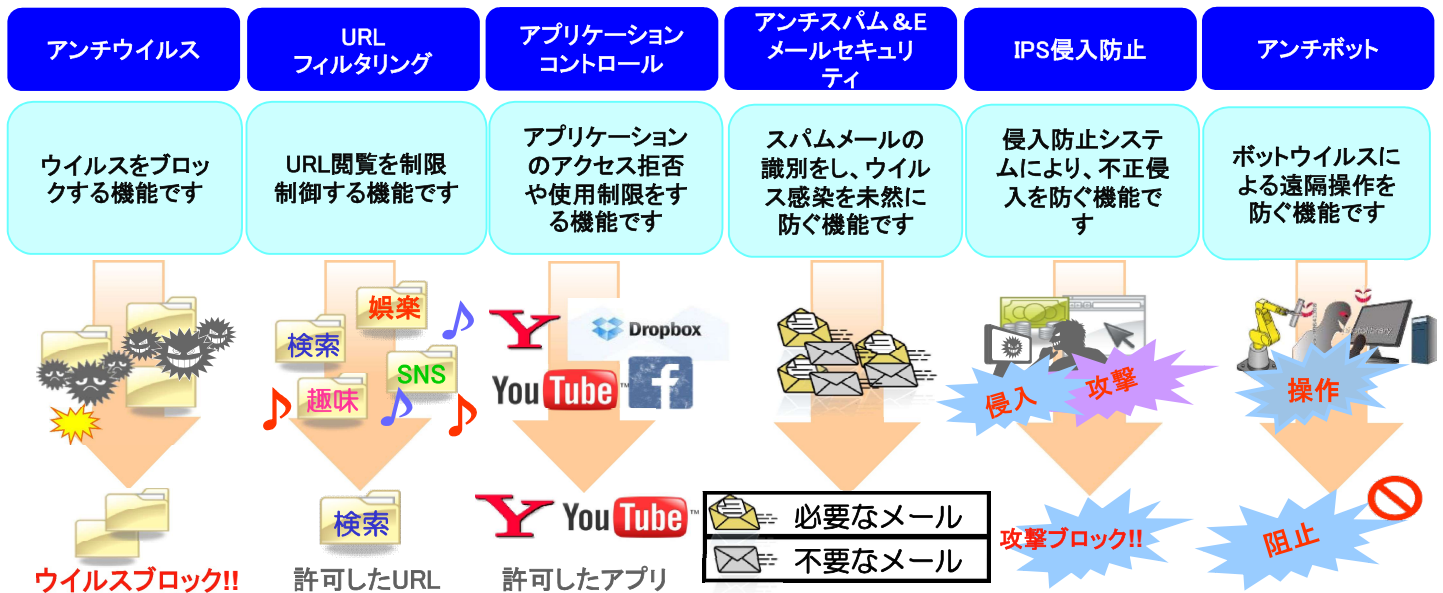 アンチウイルス
URL
フィルタリング
アプリケーション
コントロール
アンチスパム＆E
メールセキュリ
ティ
IPS侵入防止
アンチボット
ウイルスをブロッ
クする機能です
URL閲覧を制限
制御する機能です
アプリケーション
のアクセス拒否
や使用制限をす
る機能です
スパムメールの
識別をし、ウイル
ス感染を未然に
防ぐ機能です
侵入防止システ
ムにより、不正侵
入を防ぐ機能で
す
ボットウイルスに
よる遠隔操作を
防ぐ機能です
娯楽
検索
SNS
趣味
Y
Dropbox
YouTube™
f
侵入
攻撃
操作
ウイルスブロック!!
検索
許可したURL
Y YouTube™
許可したアプリ
必要なメール
不要なメール
攻撃ブロック!!
阻止